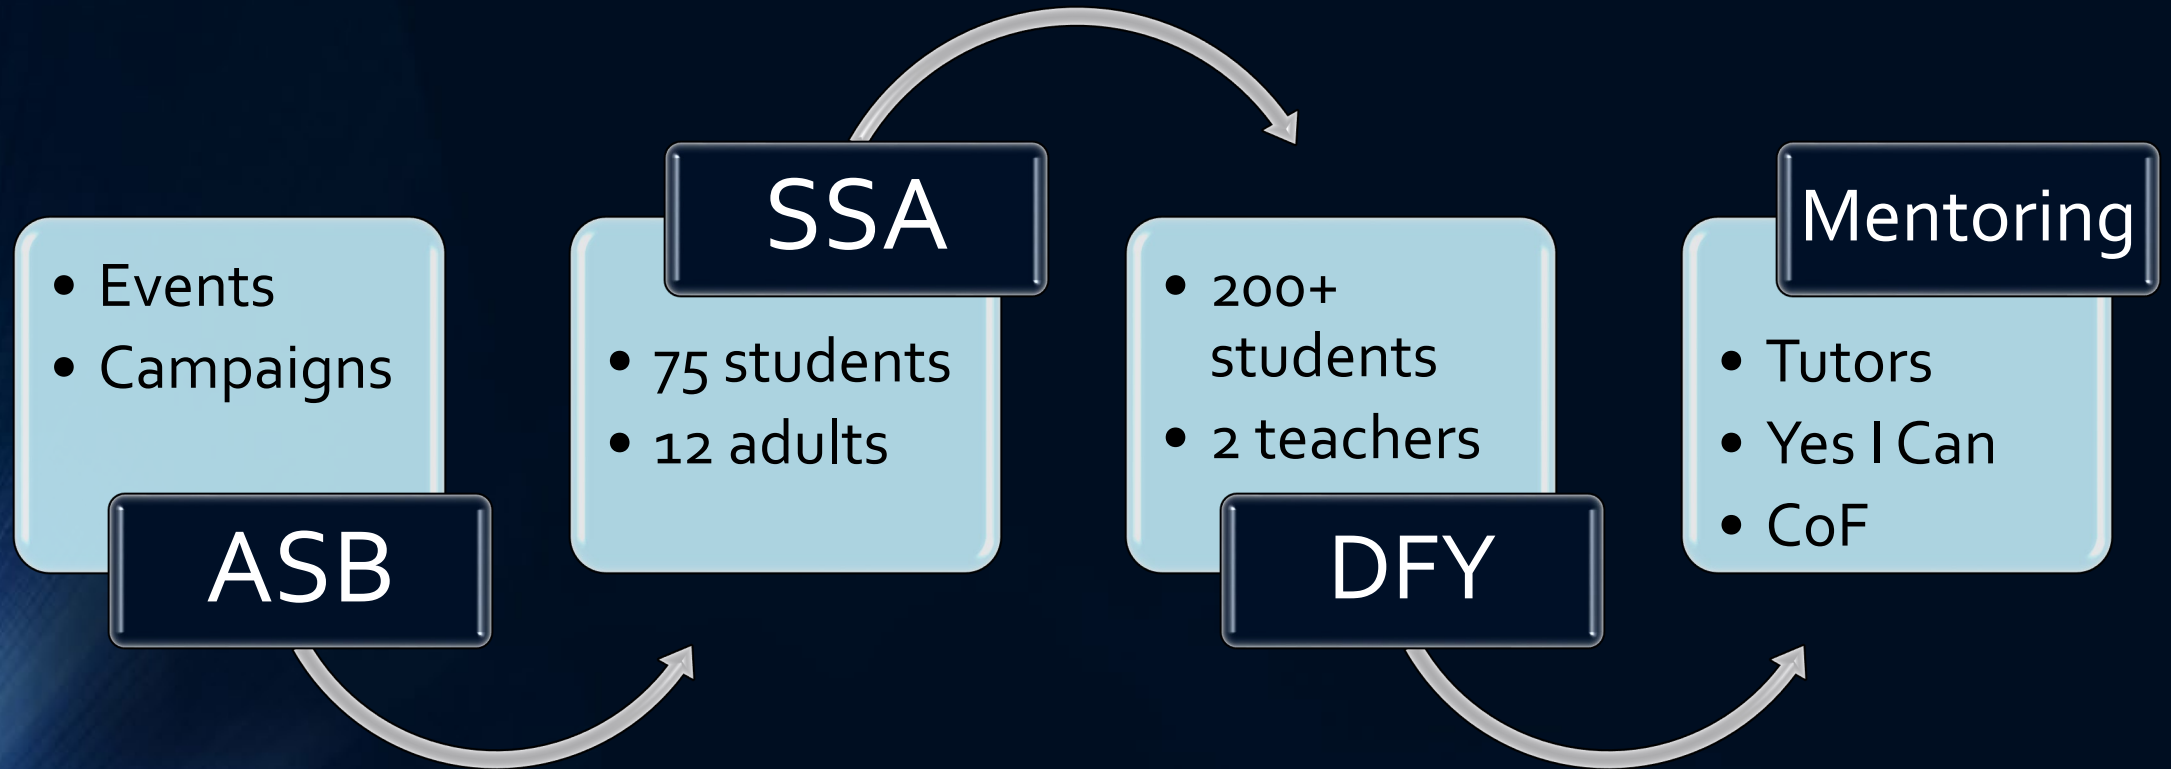 • Events
• Campaigns
ASB
SSA
• 75 students
• 12 adults
• 200+
students
• 2 teachers
DFY
Mentoring
• Tutors
• Yes I Can
• CoF